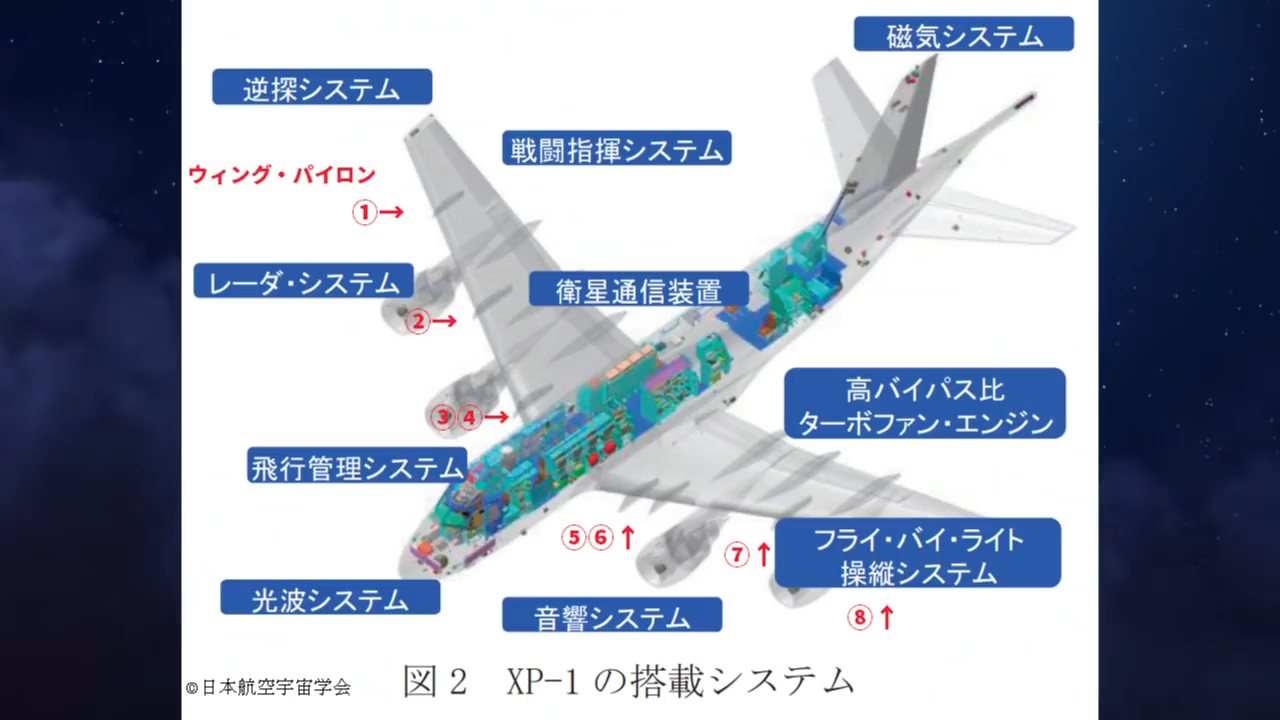 磁気システム
逆探システム
戦闘指揮システム
ウィング・パイロン
①→
レーダ・システム
衛星通信装置
②→
高バイパス比
ターボファン・エンジン
③④→
飛行管理システム
⑤⑥↑
⑦↑
フライ・バイ・ライト
操縦システム
光波システム
音響システム
⑧↑
©日本航空宇宙学会
図2 XP-1の搭載システム